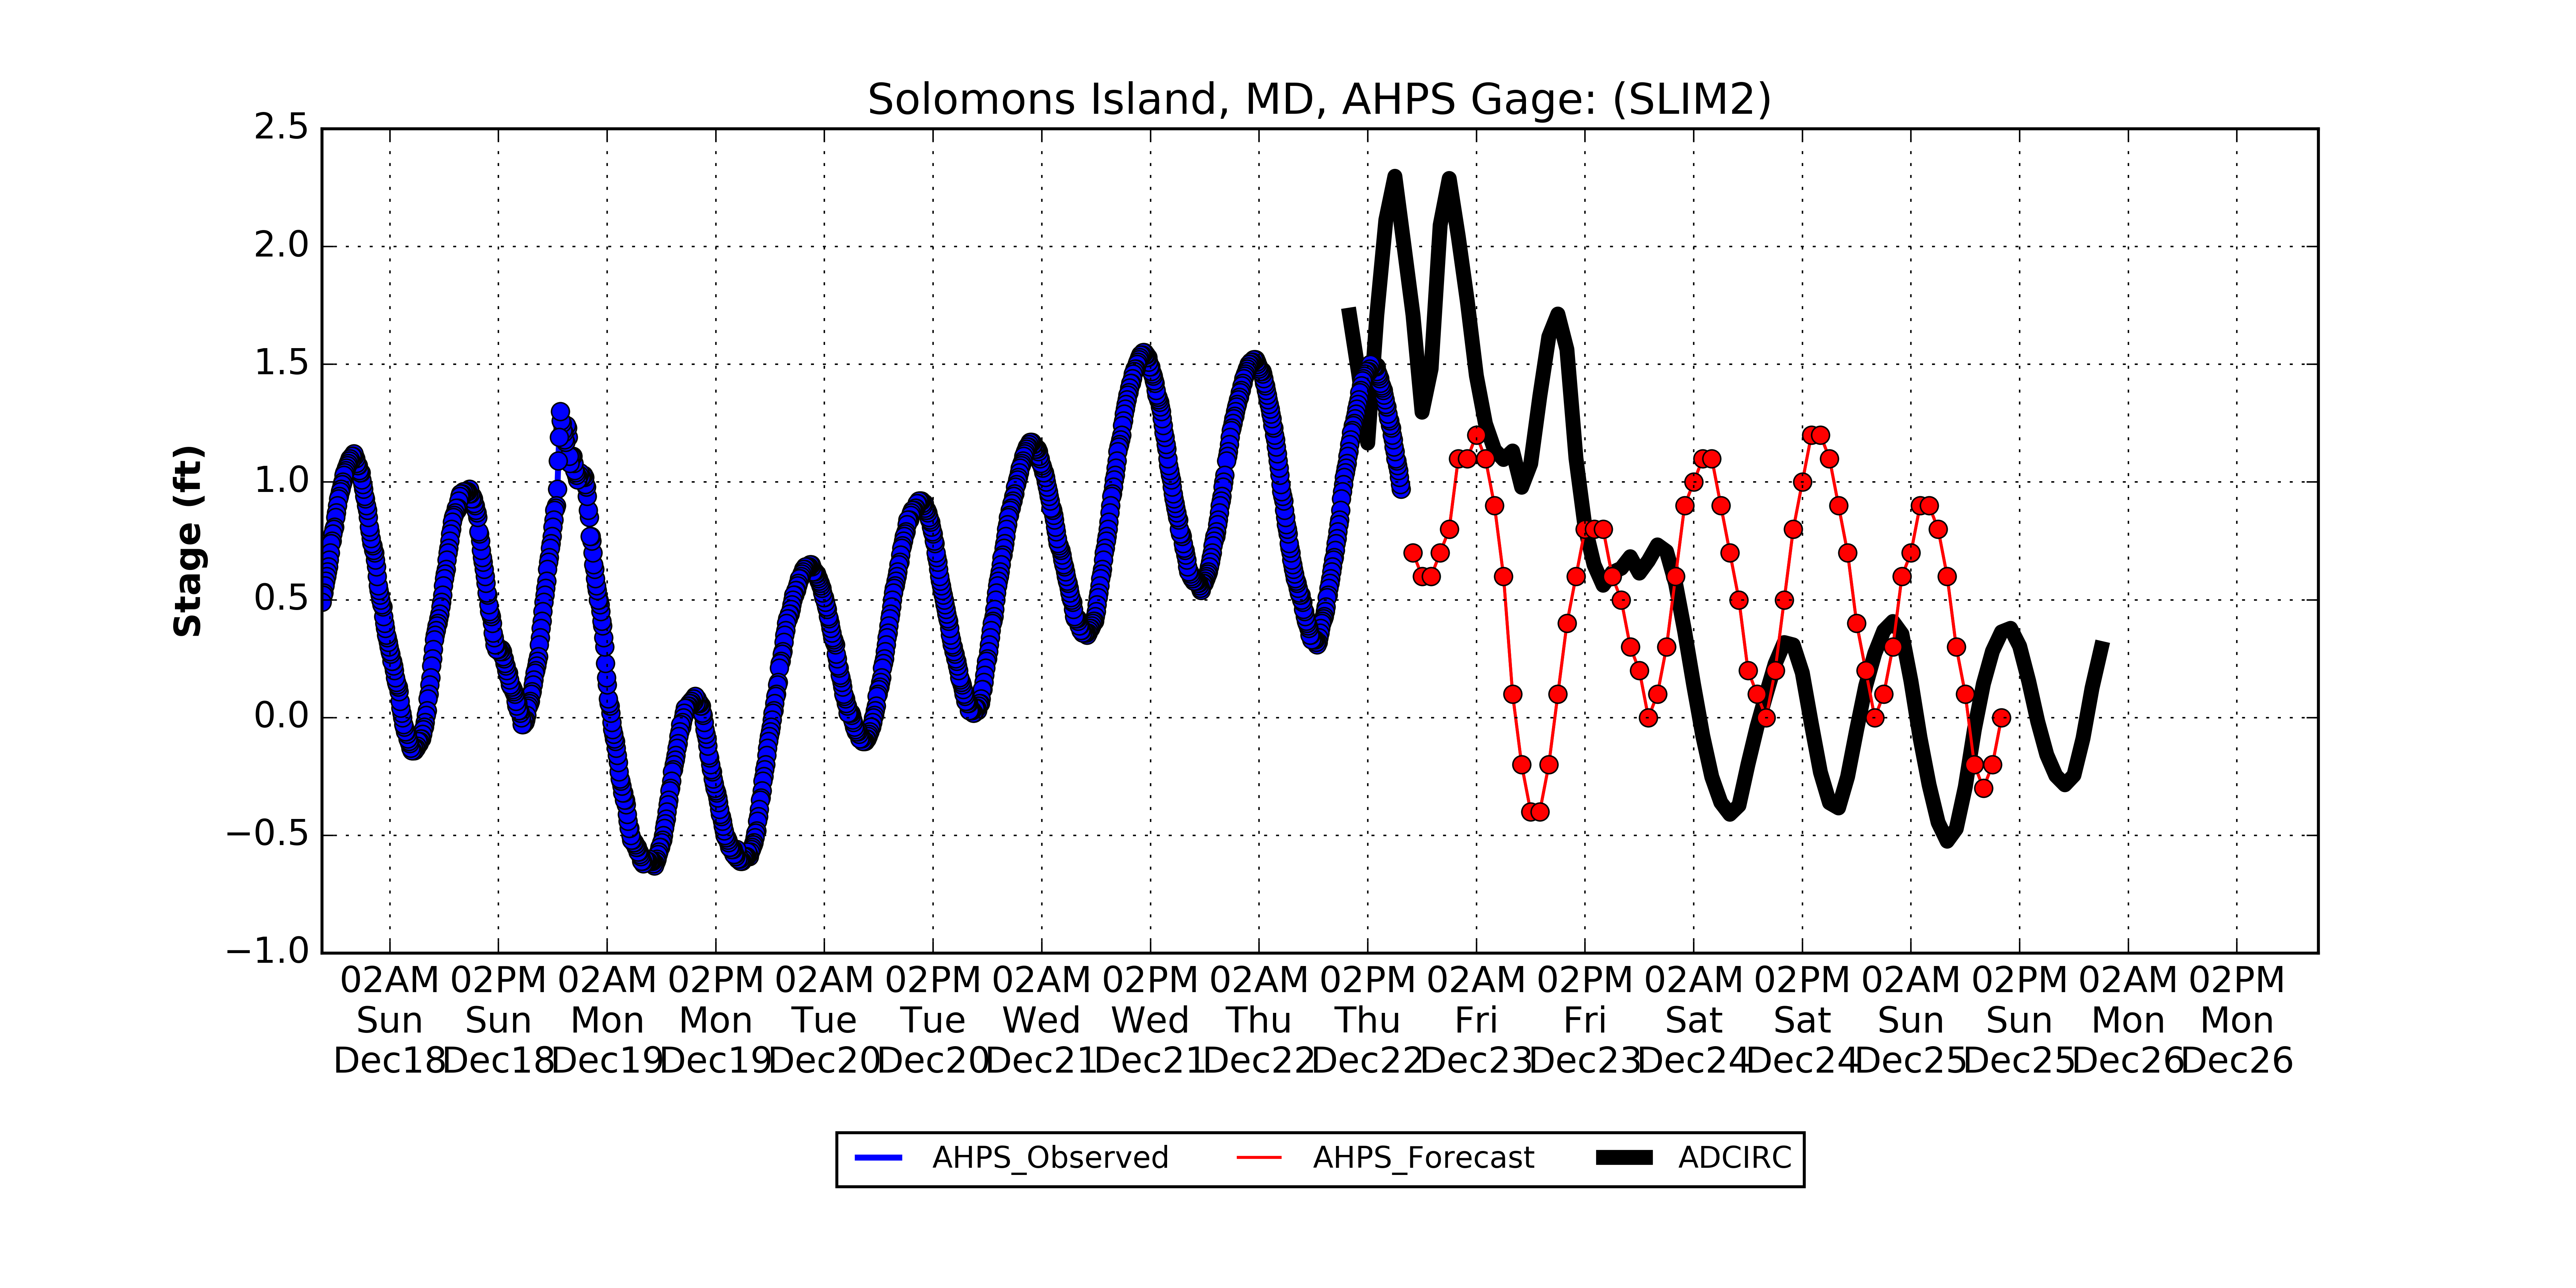 Solomons Island, MD, AHPS Gage: (SLIM2)
2.5
2.0
1.5
1.0
0.5
0.0
−0.5
−1.0
Stage (ft)
02AM 02PM 02AM 02PM 02AM 02PM 02AM 02PM 02AM 02PM 02AM 02PM 02AM 02PM 02AM 02PM 02AM 02PM
Sun Sun Mon Mon Tue Tue Wed Wed Thu Thu Fri Fri Sat Sat Sun Sun Mon Mon
Dec18 Dec18 Dec19 Dec19 Dec20 Dec20 Dec21 Dec21 Dec22 Dec22 Dec23 Dec23 Dec24 Dec24 Dec25 Dec25 Dec26 Dec26
AHPS_Observed AHPS_Forecast ADCIRC